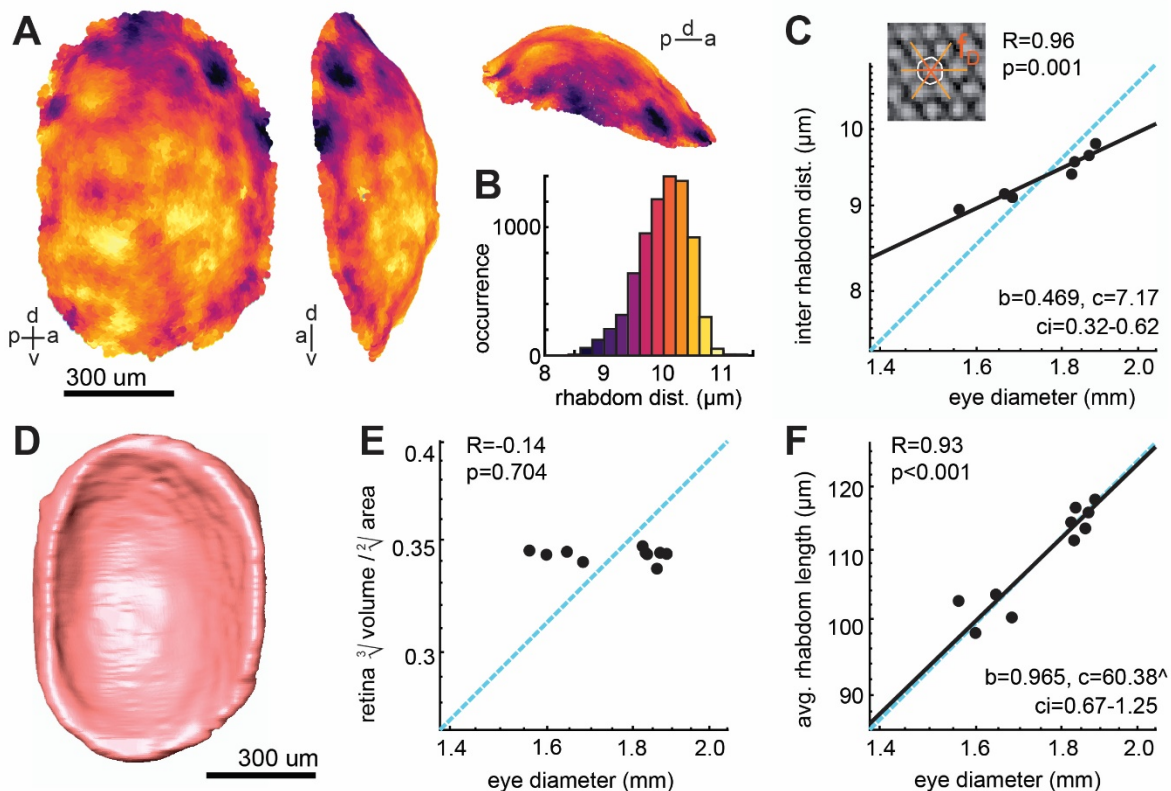 A
d
p a
v
300 um
d
a
v
d
p a
B
occurrence
1000
0
8 9 10 11
rhabdom dist. (µm)
C
f_D
R=0.96
p=0.001
inter rhabdom dist. (µm)
10
9
8
b=0.469, c=7.17
ci=0.32-0.62
1.4 1.6 1.8 2.0
eye diameter (mm)
D
300 um
E
R=-0.14
p=0.704
retina ∛ volume / ²√ area
0.4
0.35
0.3
1.4 1.6 1.8 2.0
eye diameter (mm)
F
R=0.93
p<0.001
avg. rhabdom length (µm)
120
110
100
90
b=0.965, c=60.38^
ci=0.67-1.25
1.4 1.6 1.8 2.0
eye diameter (mm)